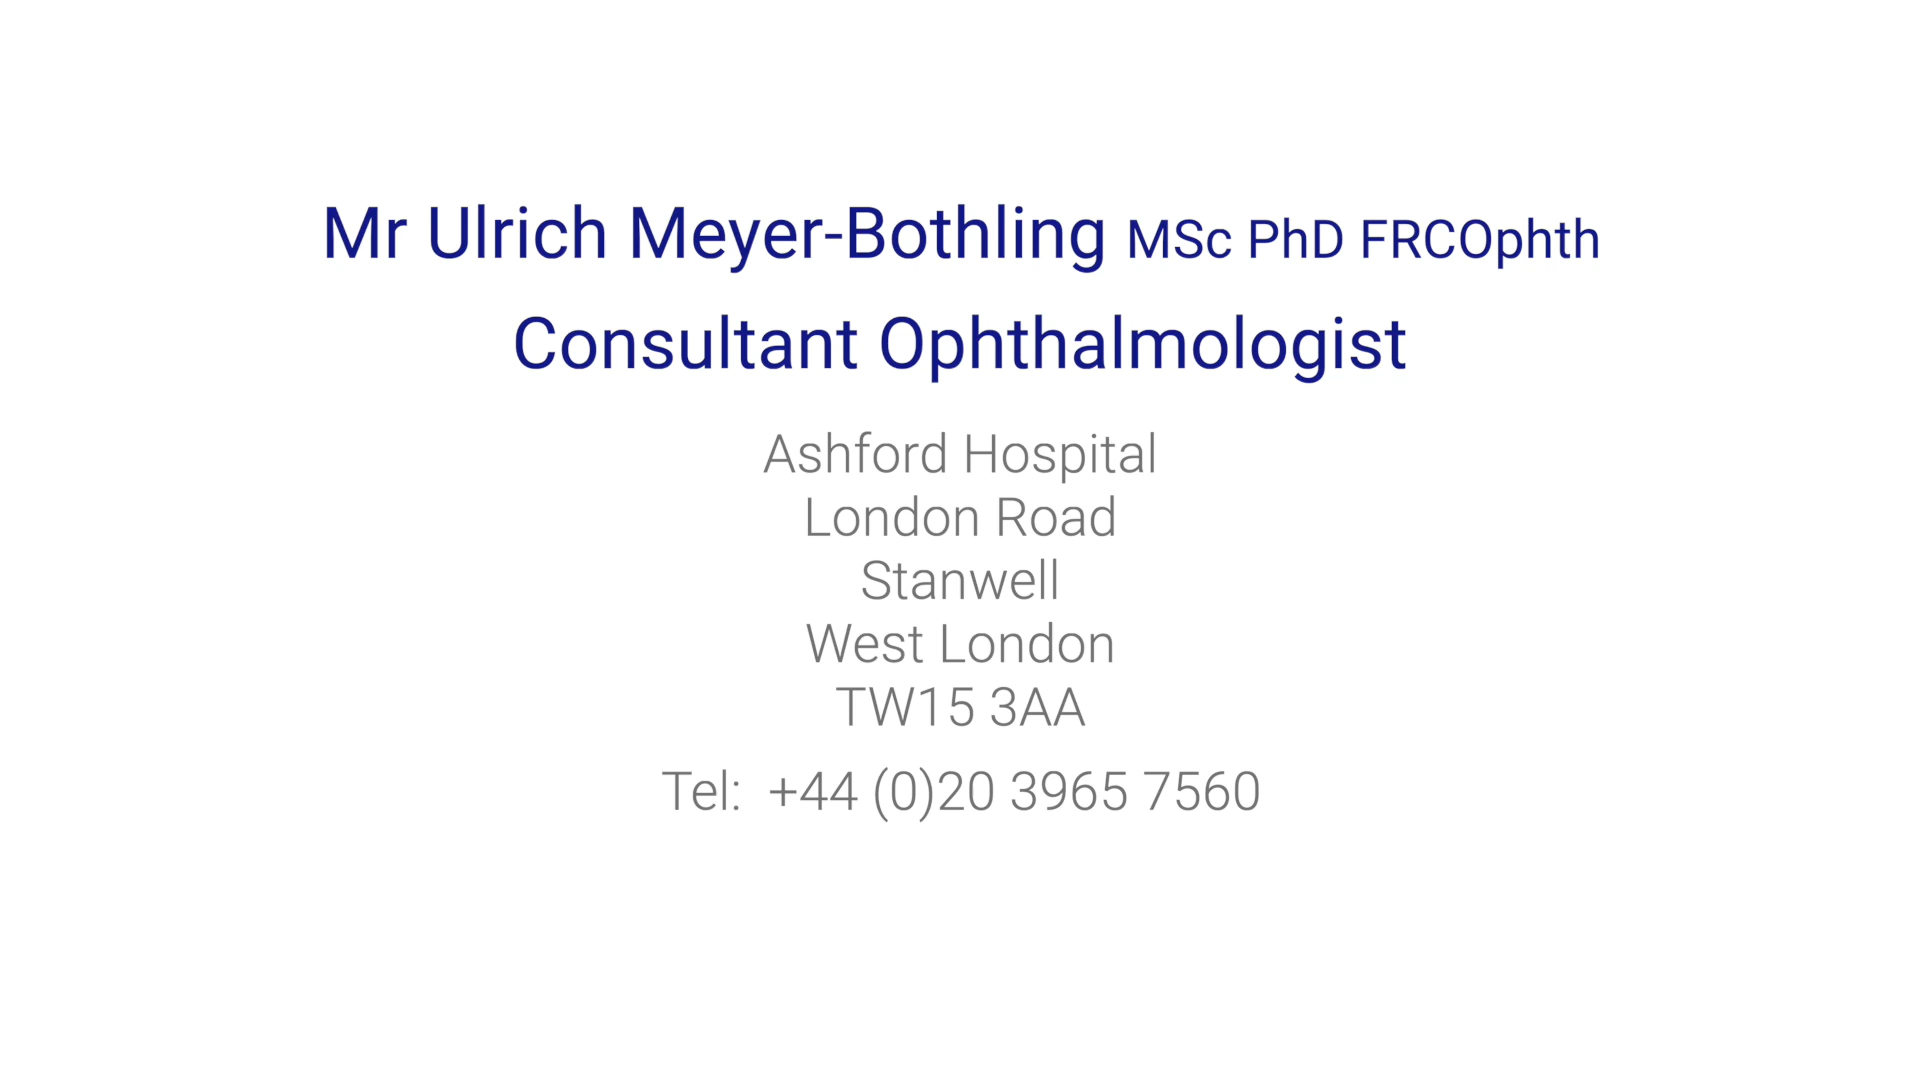 Mr Ulrich Meyer-Bothling MSc PhD FRCOphth
Consultant Ophthalmologist
Ashford Hospital
London Road
Stanwell
West London
TW15 3AA
Tel:  +44 (0)20 3965 7560